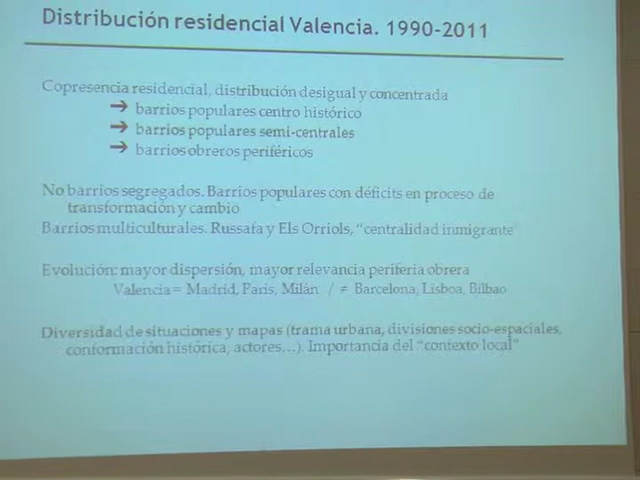 Distribución residencial Valencia. 1990-2011
Copresencia residencial, distribución desigual y concentrada
➔ barrios populares centro histórico
➔ barrios populares semi-centrales
➔ barrios obreros periféricos
No barrios segregados. Barrios populares con déficits en proceso de
transformación y cambio
Barrios multiculturales. Russafa y Els Orriols, "centralidad inmigrante"
Evolución: mayor dispersión, mayor relevancia periferia obrera
Valencia = Madrid, Paris, Milán / ≠ Barcelona, Lisboa, Bilbao
Diversidad de situaciones y mapas (trama urbana, divisiones socio-espaciales,
conformación histórica, actores...). Importancia del "contexto local"